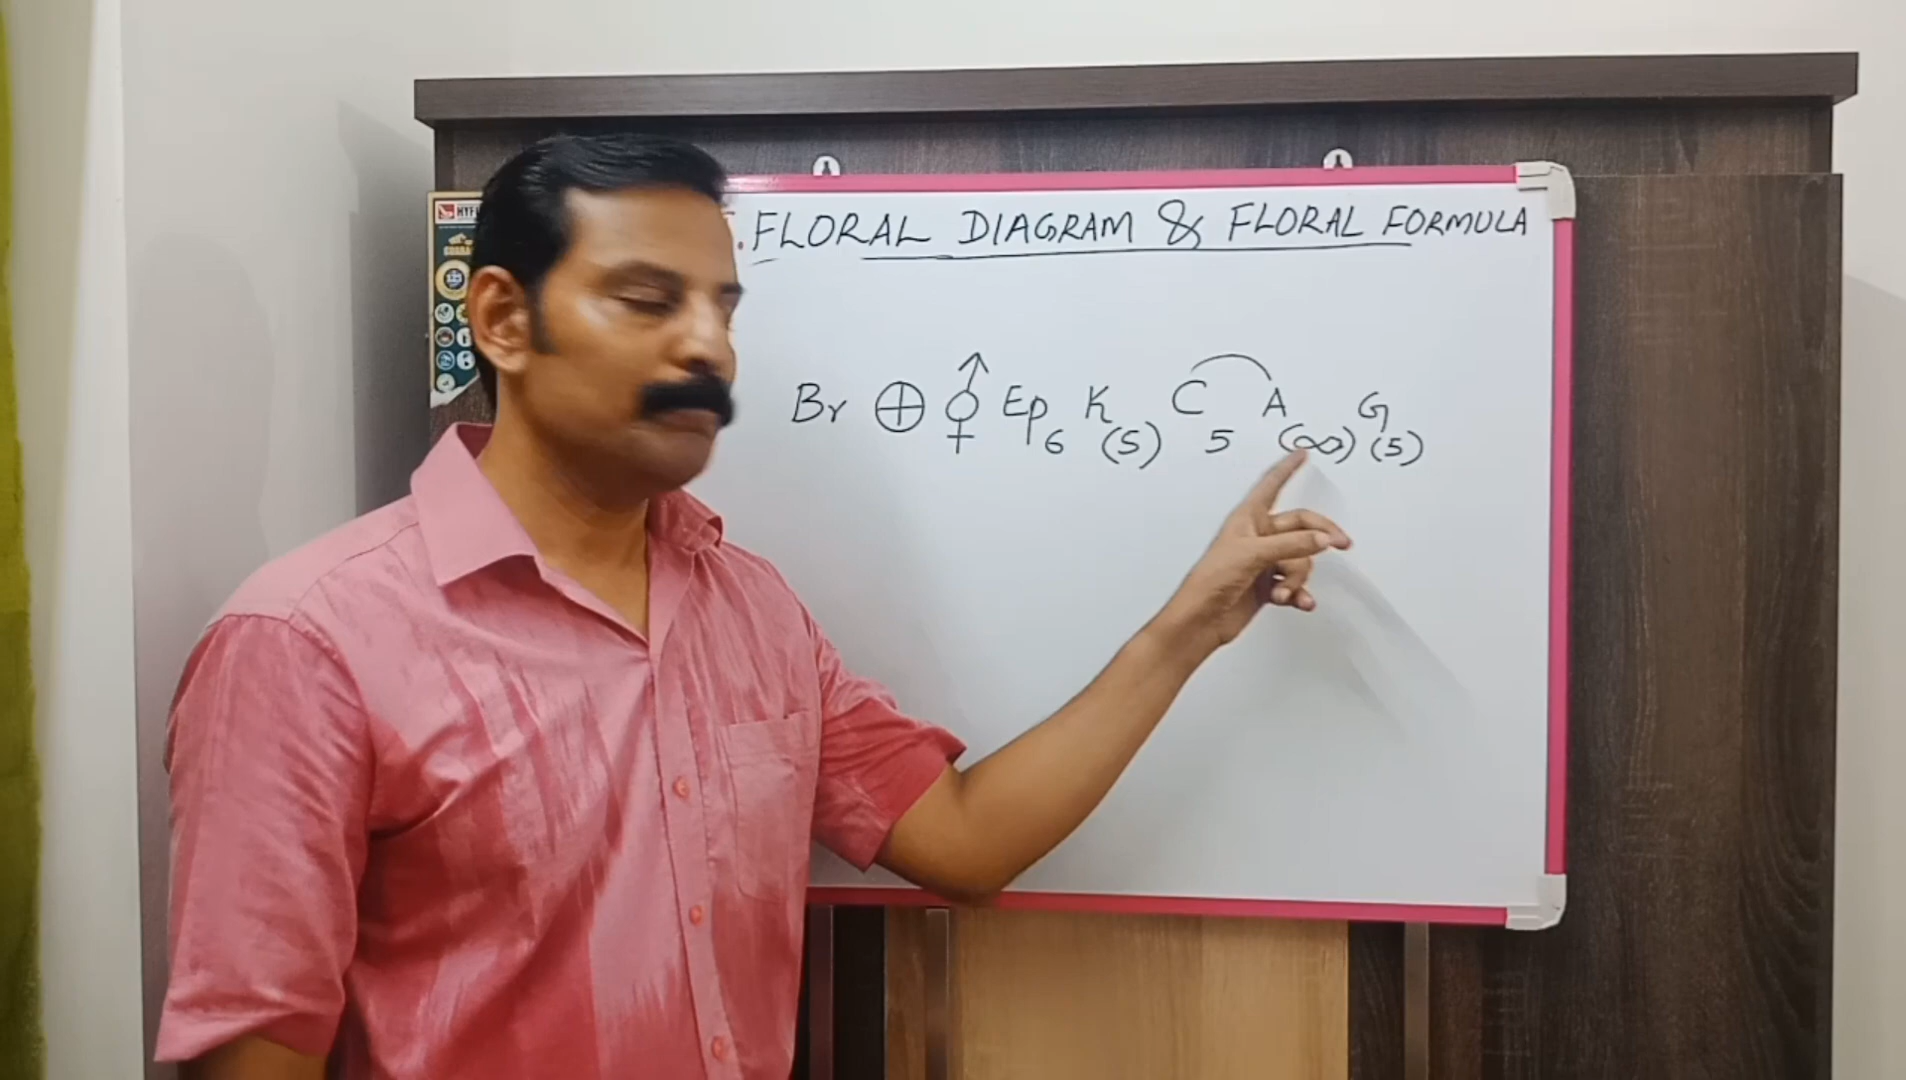 FLORAL DIAGRAM & FLORAL FORMULA
Br ⊕ ⚥ Ep6 K(5) C5 A(∞) G(5)